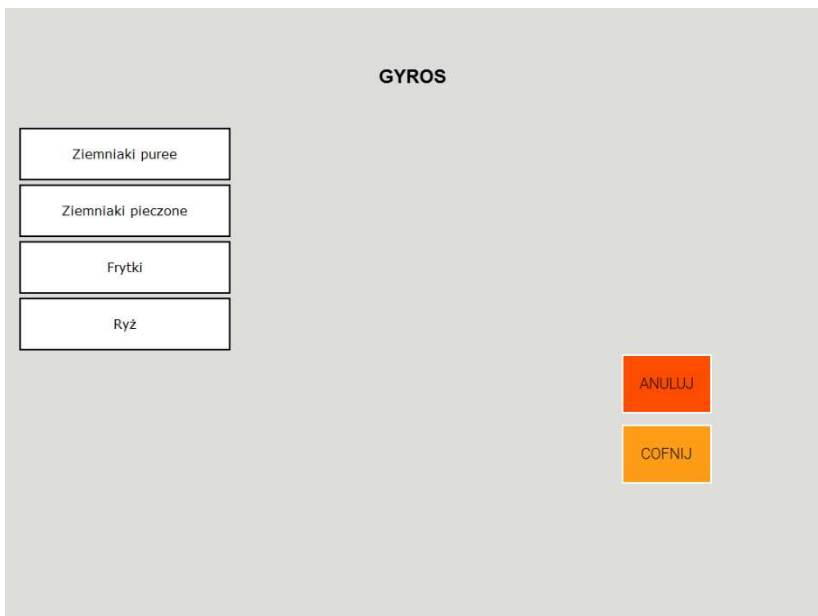 GYROS
Ziemniaki puree
Ziemniaki pieczone
Frytki
Ryż
ANULUJ
COFNIJ